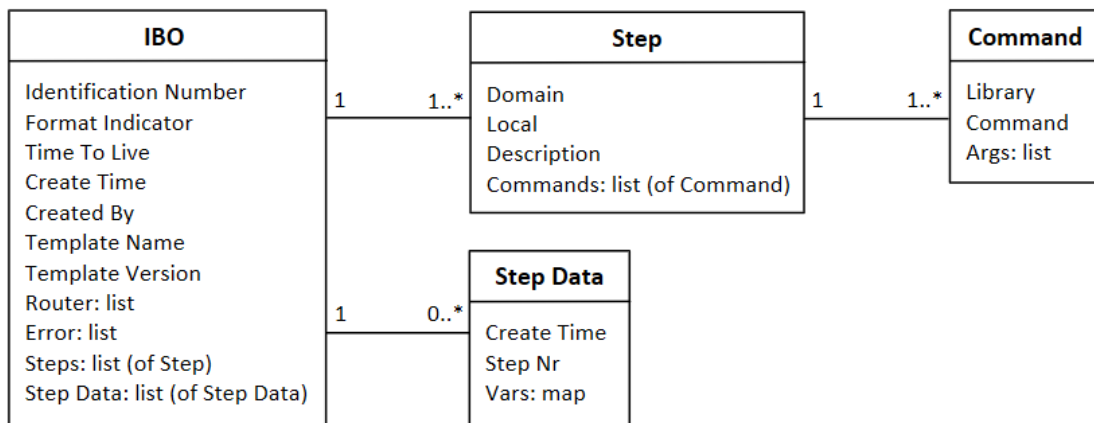 IBO
Identification Number
Format Indicator
Time To Live
Create Time
Created By
Template Name
Template Version
Router: list
Error: list
Steps: list (of Step)
Step Data: list (of Step Data)
1
1..*
Step
Domain
Local
Description
Commands: list (of Command)
1
1..*
Command
Library
Command
Args: list
1
0..*
Step Data
Create Time
Step Nr
Vars: map